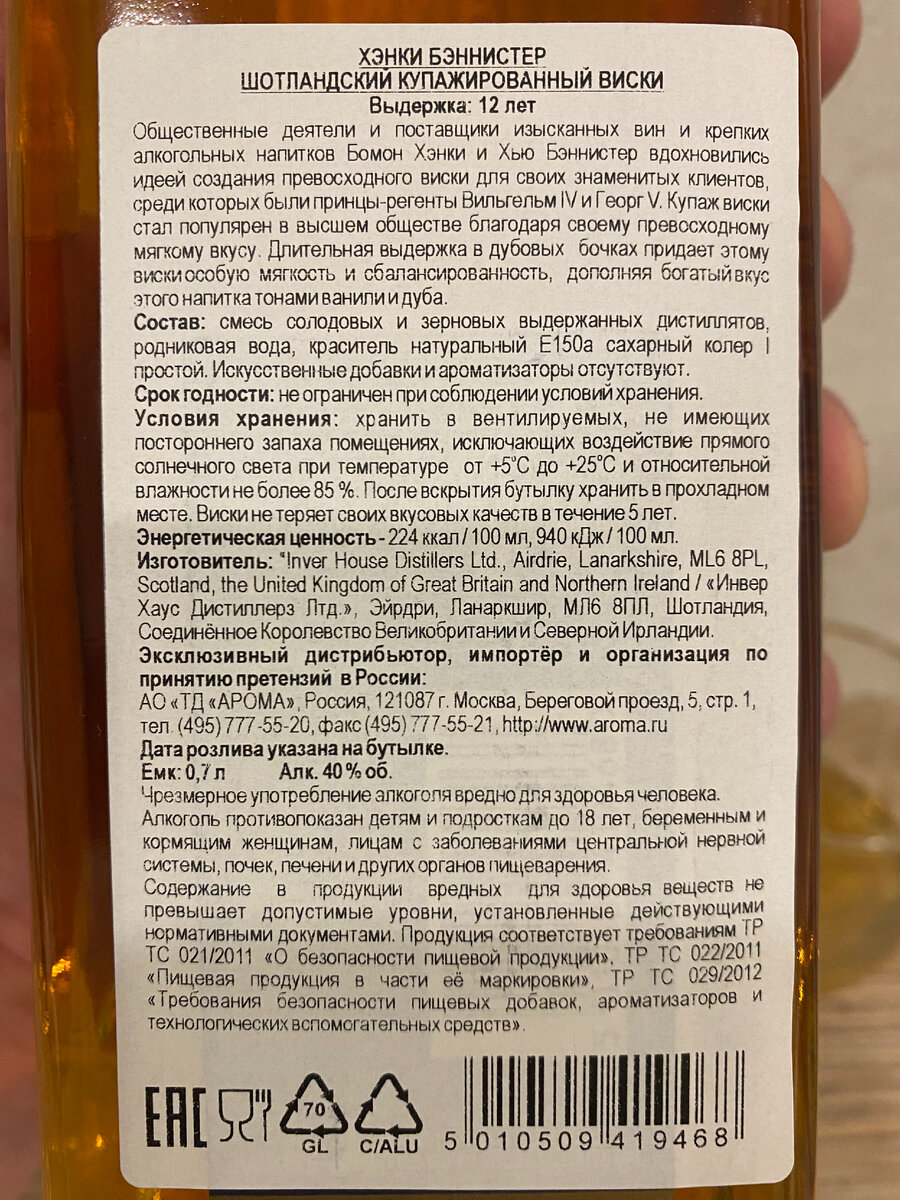 ХЭНКИ БЭННИСТЕР
ШОТЛАНДСКИЙ КУПАЖИРОВАННЫЙ ВИСКИ
Выдержка: 12 лет
Общественные деятели и поставщики изысканных вин и крепких
алкогольных напитков Бомон Хэнки и Хью Бэннистер вдохновились
идеей создания превосходного виски для своих знаменитых клиентов,
среди которых были принцы-регенты Вильгельм IV и Георг V. Купаж виски
стал популярен в высшем обществе благодаря своему превосходному
мягкому вкусу. Длительная выдержка в дубовых бочках придает этому
виски особую мягкость и сбалансированность, дополняя богатый вкус
этого напитка тонами ванили и дуба.
Состав: смесь солодовых и зерновых выдержанных дистиллятов,
родниковая вода, краситель натуральный Е150а сахарный колер I
простой. Искусственные добавки и ароматизаторы отсутствуют.
Срок годности: не ограничен при соблюдении условий хранения.
Условия хранения: хранить в вентилируемых, не имеющих
постороннего запаха помещениях, исключающих воздействие прямого
солнечного света при температуре от +5°С до +25°С и относительной
влажности не более 85 %. После вскрытия бутылку хранить в прохладном
месте. Виски не теряет своих вкусовых качеств в течение 5 лет.
Энергетическая ценность - 224 ккал / 100 мл, 940 кДж / 100 мл.
Изготовитель: "Inver House Distillers Ltd., Airdrie, Lanarkshire, ML6 8PL,
Scotland, the United Kingdom of Great Britain and Northern Ireland / «Инвер
Хаус Дистиллерз Лтд.», Эйрдри, Ланаркшир, МЛ6 8ПЛ, Шотландия,
Соединённое Королевство Великобритании и Северной Ирландии.
Эксклюзивный дистрибьютор, импортёр и организация по
принятию претензий в России:
АО «ТД «АРОМА», Россия, 121087 г. Москва, Береговой проезд, 5, стр. 1,
тел. (495) 777-55-20, факс (495) 777-55-21, http://www.aroma.ru
Дата розлива указана на бутылке.
Емк: 0,7 л Алк. 40 % об.
Чрезмерное употребление алкоголя вредно для здоровья человека.
Алкоголь противопоказан детям и подросткам до 18 лет, беременным и
кормящим женщинам, лицам с заболеваниями центральной нервной
системы, почек, печени и других органов пищеварения.
Содержание в продукции вредных для здоровья веществ не
превышает допустимые уровни, установленные действующими
нормативными документами. Продукция соответствует требованиям ТР
ТС 021/2011 «О безопасности пищевой продукции», ТР ТС 022/2011
«Пищевая продукция в части её маркировки», ТР ТС 029/2012
«Требования безопасности пищевых добавок, ароматизаторов и
технологических вспомогательных средств».
EAC 70 GL C/ALU 5 010509 419468